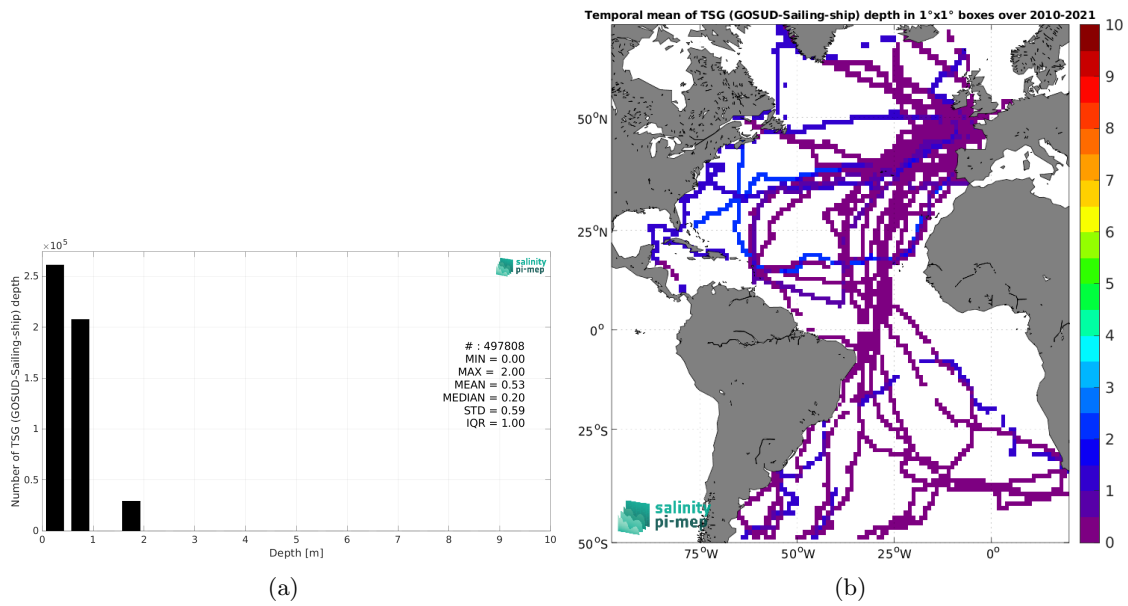 Temporal mean of TSG (GOSUD-Sailing-ship) depth in 1°x1° boxes over 2010-2021
×10⁵
2.5
2
1.5
1
0.5
0
0
1
2
3
4
5
6
7
8
9
10
Number of TSG (GOSUD-Sailing-ship) depth
Depth [m]
salinity
pi-mep
# : 497808
MIN = 0.00
MAX = 2.00
MEAN = 0.53
MEDIAN = 0.20
STD = 0.59
IQR = 1.00
(a)
50°N
25°N
0°
25°S
50°S
75°W
50°W
25°W
0°
salinity
pi-mep
10
9
8
7
6
5
4
3
2
1
0
(b)